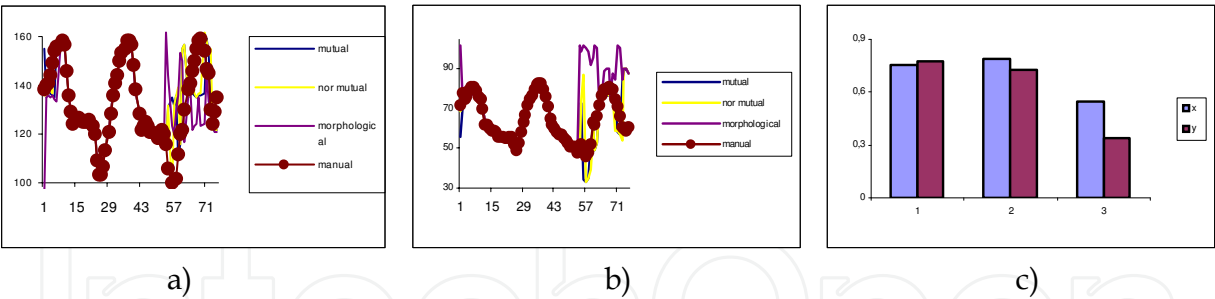 160
140
120
100
1 15 29 43 57 71
mutual
nor mutual
morphologic
al
manual
a)
90
70
50
30
1 15 29 43 57 71
mutual
nor mutual
morphological
manual
b)
0,9
0,6
0,3
0
1 2 3
x
y
c)
IntechOpen